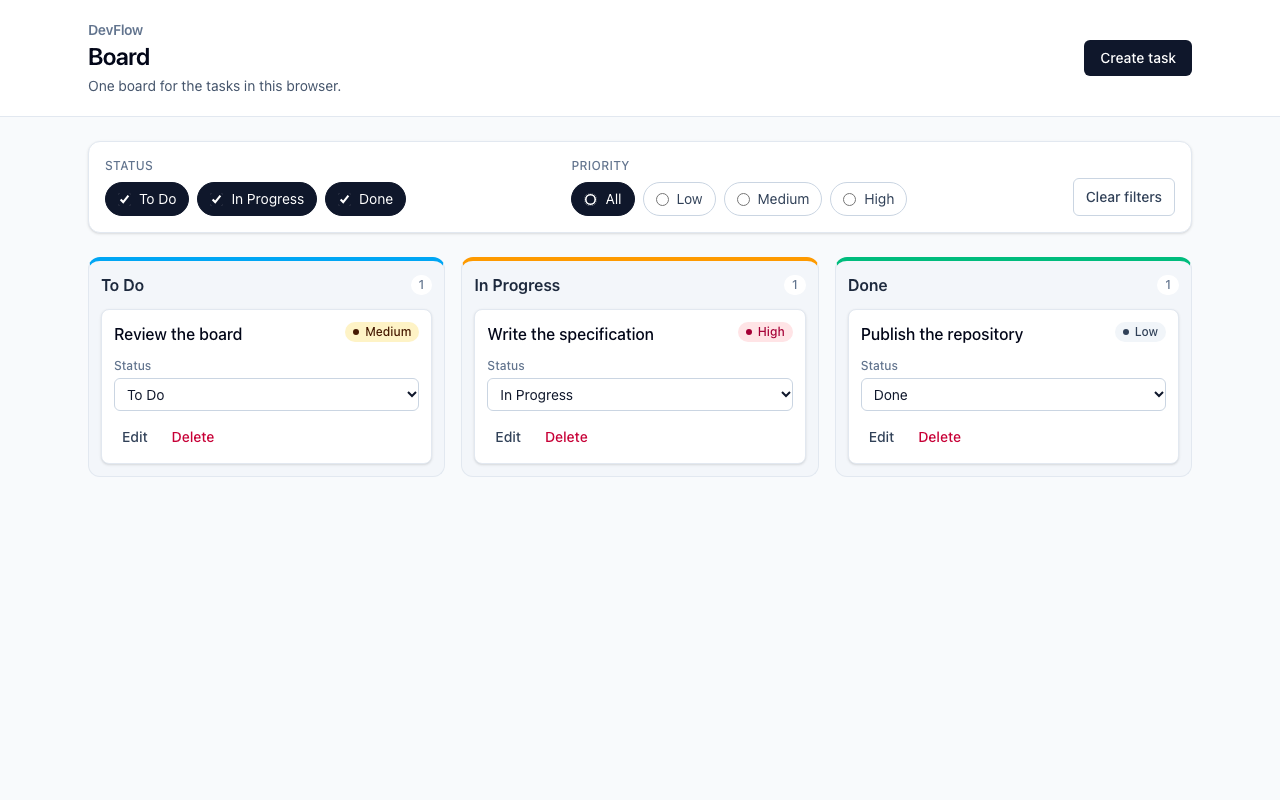 DevFlow
Board
One board for the tasks in this browser.
Create task
STATUS
To Do In Progress Done
PRIORITY
All Low Medium High
Clear filters
To Do 1
Review the board Medium
Status
To Do
Edit Delete
In Progress 1
Write the specification High
Status
In Progress
Edit Delete
Done 1
Publish the repository Low
Status
Done
Edit Delete